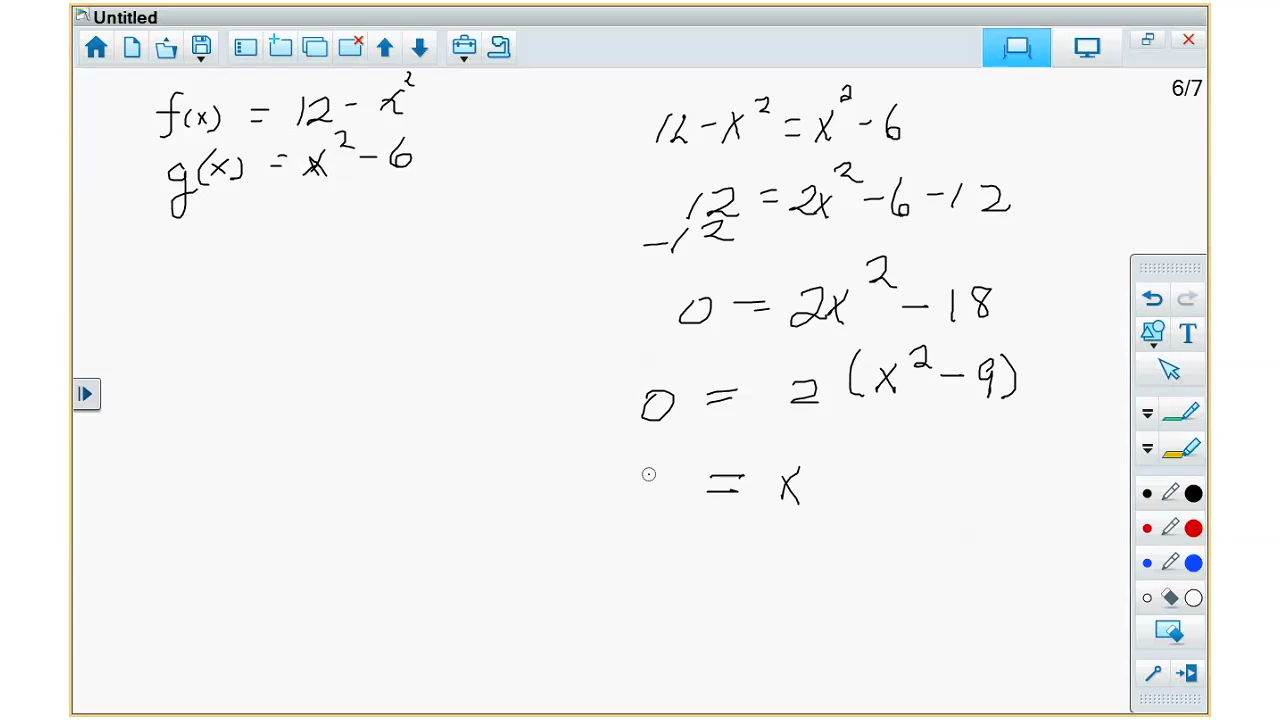 Untitled
6/7
f(x) = 12 - x²
g(x) = x² - 6
12 - x² = x² - 6
12 = 2x² - 6 - 12
-12
0 = 2x² - 18
0 = 2 (x² - 9)
= x
T